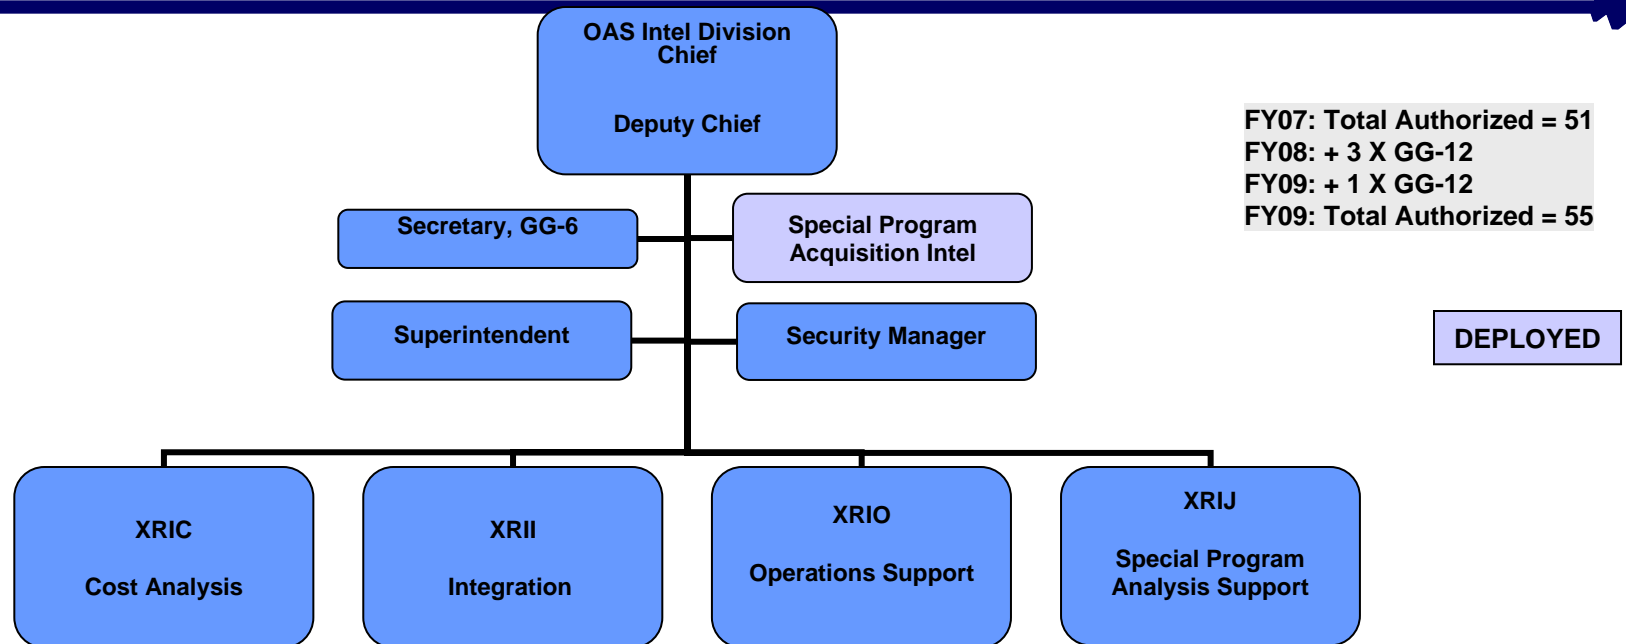 OAS Intel Division
Chief
Deputy Chief
FY07: Total Authorized = 51
FY08: + 3 X GG-12
FY09: + 1 X GG-12
FY09: Total Authorized = 55
Secretary, GG-6
Special Program
Acquisition Intel
Superintendent
Security Manager
DEPLOYED
XRIC
Cost Analysis
XRII
Integration
XRIO
Operations Support
XRIJ
Special Program
Analysis Support